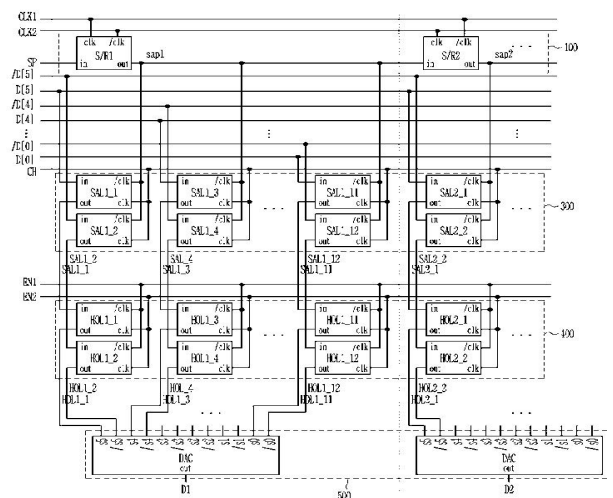 CLK1
CLK2
clk /clk
S/R1
in out
sap1
clk /clk
S/R2
in out
sap2
. . .
100
SP
/D[5]
D[5]
/D[4]
D[4]
/D[0]
D[0]
CH
in /clk
SAL1_1
out clk
in /clk
SAL1_2
out clk
in /clk
SAL1_3
out clk
in /clk
SAL1_4
out clk
. . .
in /clk
SAL1_11
out clk
in /clk
SAL1_12
out clk
. . .
in /clk
SAL2_1
out clk
in /clk
SAL2_2
out clk
. . .
300
SAL1_2
SAL1_1
SAL_4
SAL1_3
SAL1_12
SAL1_11
SAL2_2
SAL2_1
EN1
EN2
in /clk
HOL1_1
out clk
in /clk
HOL1_2
out clk
in /clk
HOL1_3
out clk
in /clk
HOL1_4
out clk
. . .
in /clk
HOL1_11
out clk
in /clk
HOL1_12
out clk
. . .
in /clk
HOL2_1
out clk
in /clk
HOL2_2
out clk
. . .
400
HOL1_2
HOL1_1
HOL_4
HOL1_3
HOL1_12
HOL1_11
HOL2_2
HOL2_1
. . .
. . .
DAC
out
DAC
out
D1
500
D2